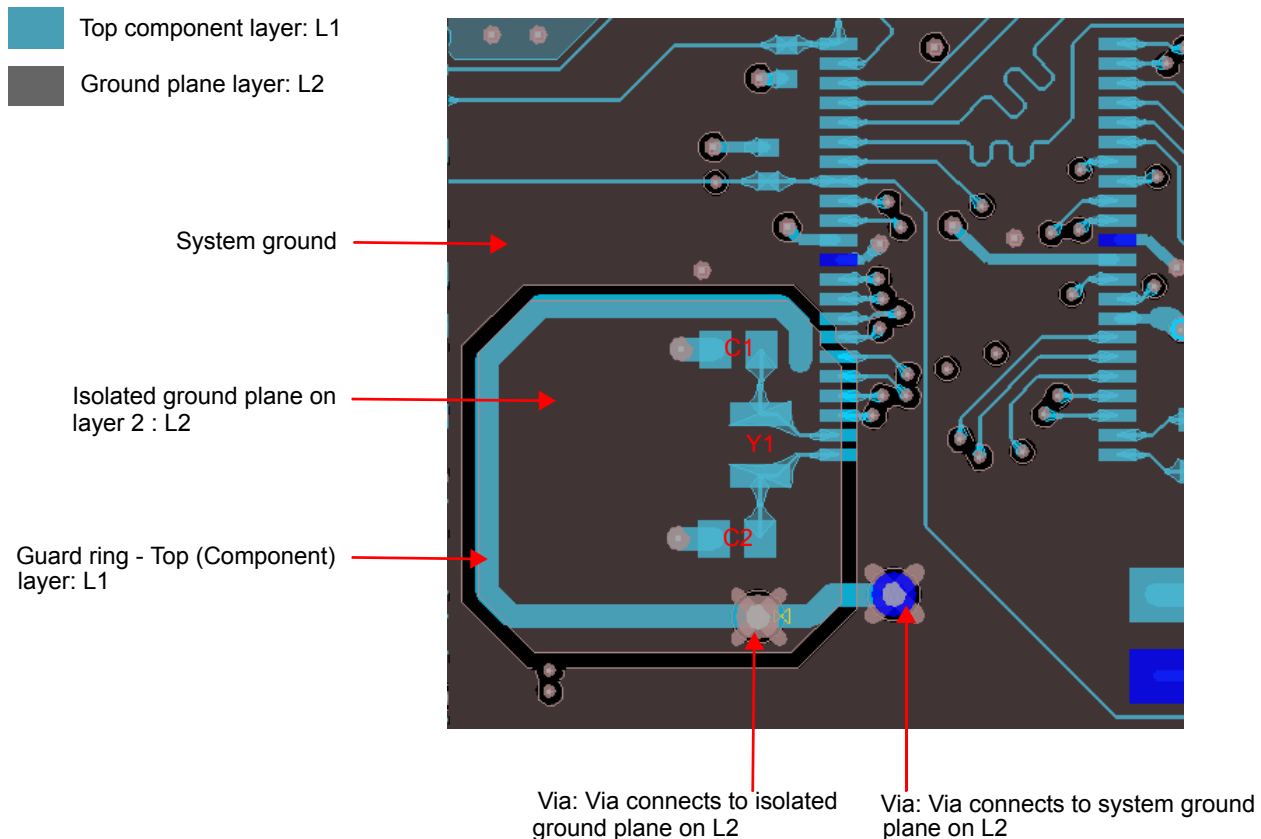 Top component layer: L1
Ground plane layer: L2
System ground
C1
Isolated ground plane on
layer 2 : L2
Y1
C2
Guard ring - Top (Component)
layer: L1
Via: Via connects to isolated
ground plane on L2
Via: Via connects to system ground
plane on L2